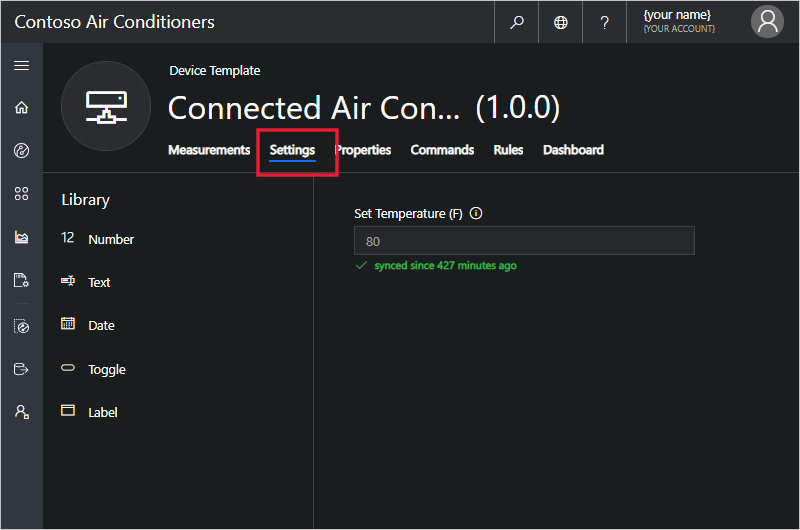 Contoso Air Conditioners
?
{your name}
{YOUR ACCOUNT}
Device Template
Connected Air Con... (1.0.0)
Measurements Settings Properties Commands Rules Dashboard
Library
12 Number
Text
Date
Toggle
Label
Set Temperature (F)
80
synced since 427 minutes ago